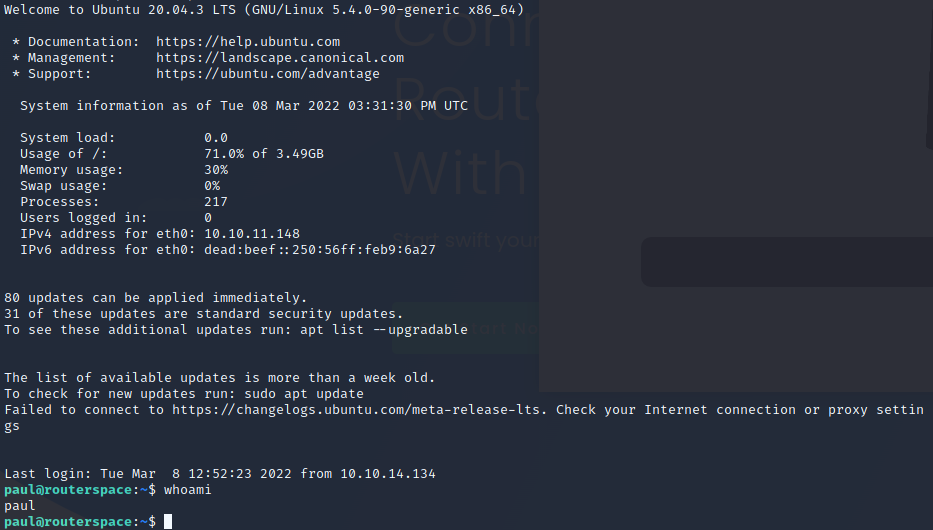 Welcome to Ubuntu 20.04.3 LTS (GNU/Linux 5.4.0-90-generic x86_64)
* Documentation: https://help.ubuntu.com
* Management: https://landscape.canonical.com
* Support: https://ubuntu.com/advantage
System information as of Tue 08 Mar 2022 03:31:30 PM UTC
System load: 0.0
Usage of /: 71.0% of 3.49GB
Memory usage: 30%
Swap usage: 0%
Processes: 217
Users logged in: 0
IPv4 address for eth0: 10.10.11.148
IPv6 address for eth0: dead:beef::250:56ff:feb9:6a27
80 updates can be applied immediately.
31 of these updates are standard security updates.
To see these additional updates run: apt list --upgradable
The list of available updates is more than a week old.
To check for new updates run: sudo apt update
Failed to connect to https://changelogs.ubuntu.com/meta-release-lts. Check your Internet connection or proxy settin
gs
Last login: Tue Mar  8 12:52:23 2022 from 10.10.14.134
paul@routerspace:~$ whoami
paul
paul@routerspace:~$
With
Start swift your